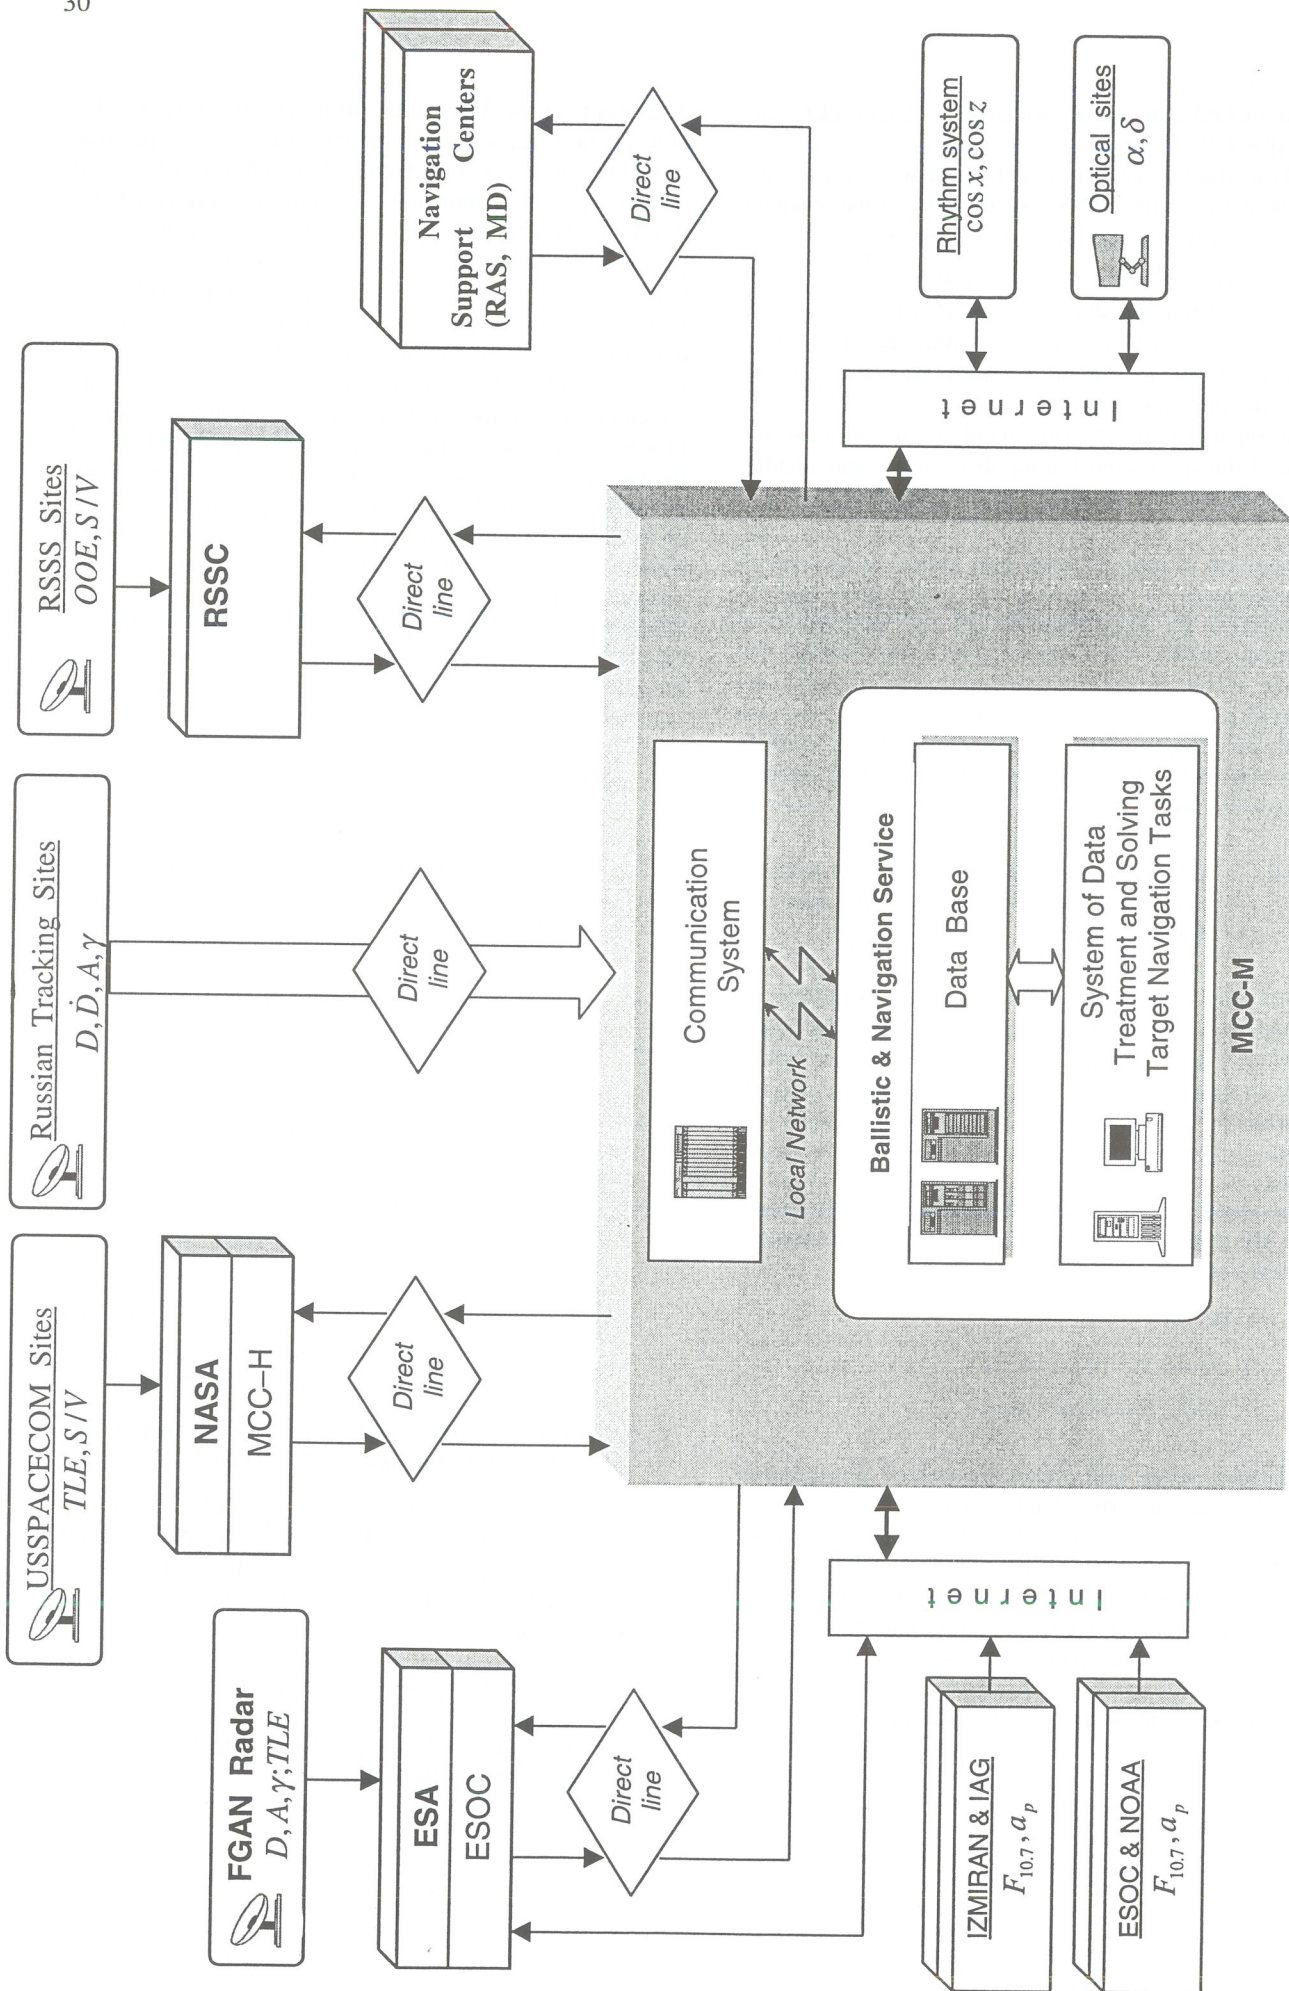 30
USSPACECOM Sites
TLE, S/V
Russian Tracking Sites
D, Ḋ, A, γ
RSSS Sites
OOE, S/V
FGAN Radar
D, A, γ; TLE
NASA
MCC–H
RSSC
Navigation
Support Centers
(RAS, MD)
ESA
ESOC
Direct
line
Direct
line
Direct
line
Direct
line
Direct
line
Communication
System
Local Network
Ballistic & Navigation Service
Data Base
System of Data
Treatment and Solving
Target Navigation Tasks
MCC-M
Internet
Internet
IZMIRAN & IAG
F10.7, ap
ESOC & NOAA
F10.7, ap
Rhythm system
cos x, cos z
Optical sites
α, δ